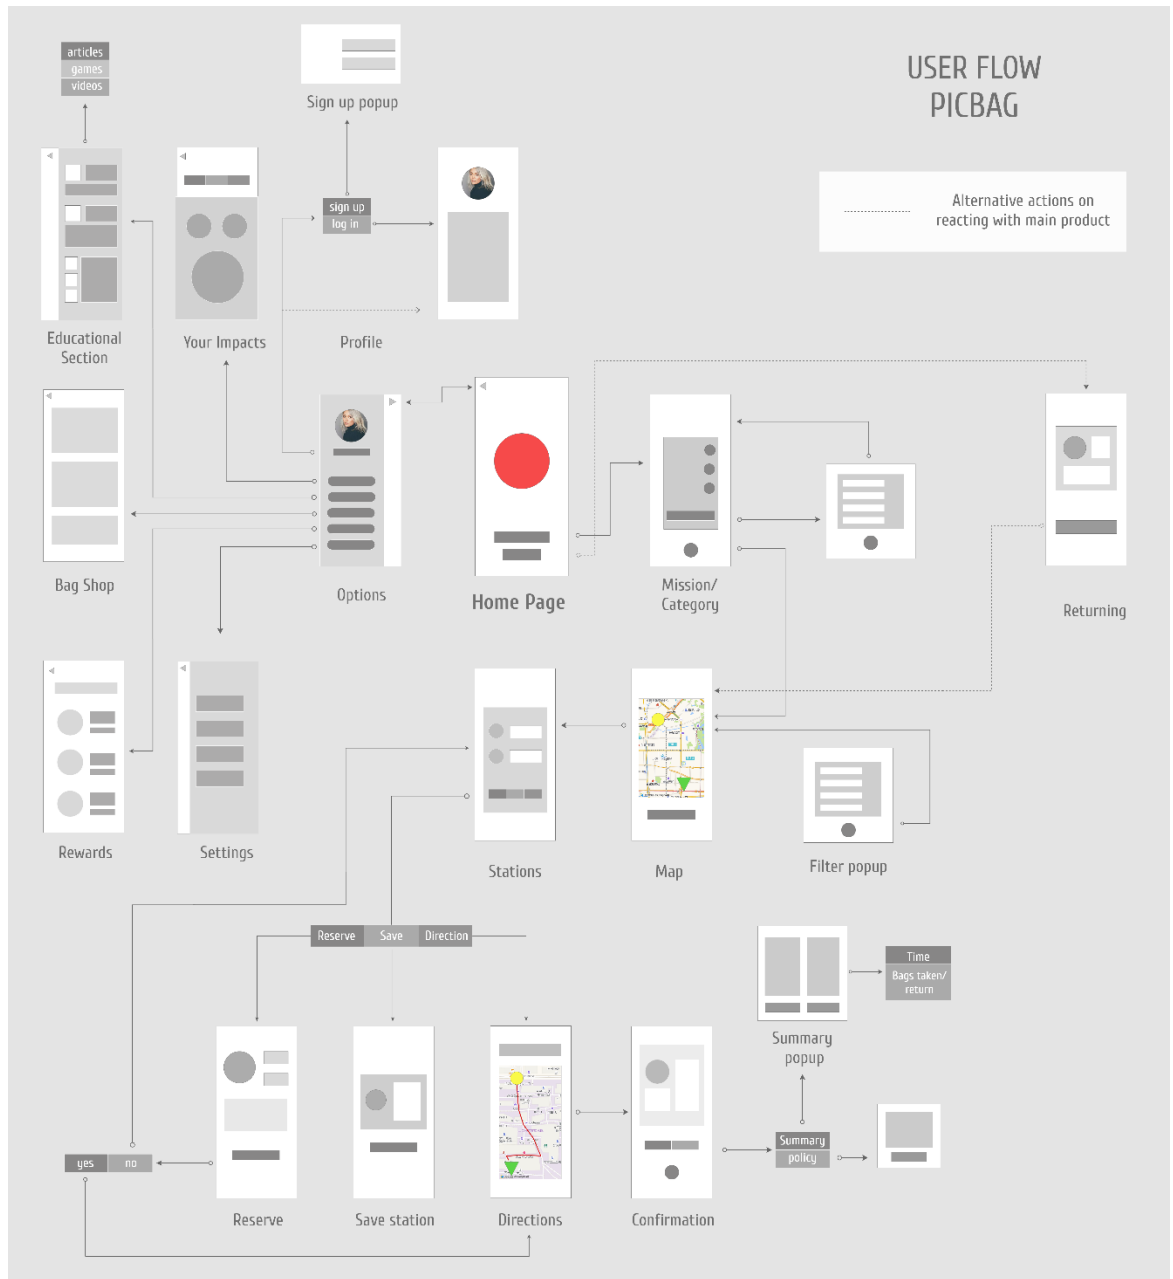 USER FLOW
PICBAG
Alternative actions on
reacting with main product
articles
games
videos
Sign up popup
sign up
log in
Educational
Section
Your Impacts
Profile
Bag Shop
Options
Home Page
Mission/
Category
Returning
Rewards
Settings
Stations
Map
Filter popup
Reserve
Save
Direction
Time
Bags taken/
return
Summary
popup
Summary
policy
yes
no
Reserve
Save station
Directions
Confirmation